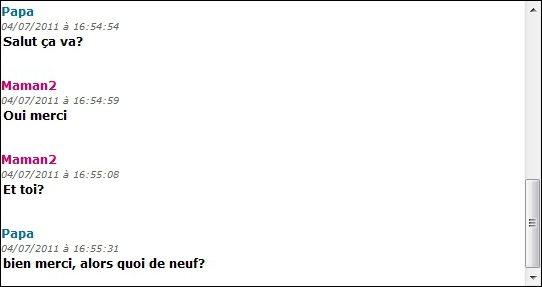 Papa
04/07/2011 à 16:54:54
Salut ça va?
Maman2
04/07/2011 à 16:54:59
Oui merci
Maman2
04/07/2011 à 16:55:08
Et toi?
Papa
04/07/2011 à 16:55:31
bien merci, alors quoi de neuf?